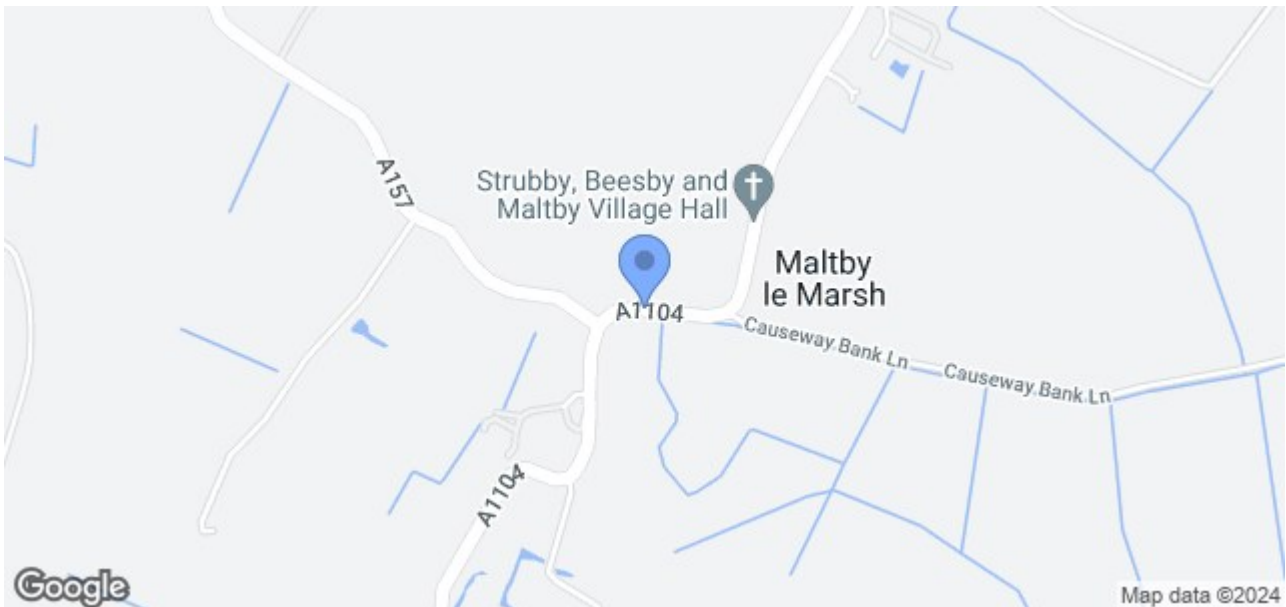 A157
Strubby, Beesby and
Maltby Village Hall
Maltby
le Marsh
A1104
Causeway Bank Ln
Causeway Bank Ln
A1104
Google
Map data ©2024